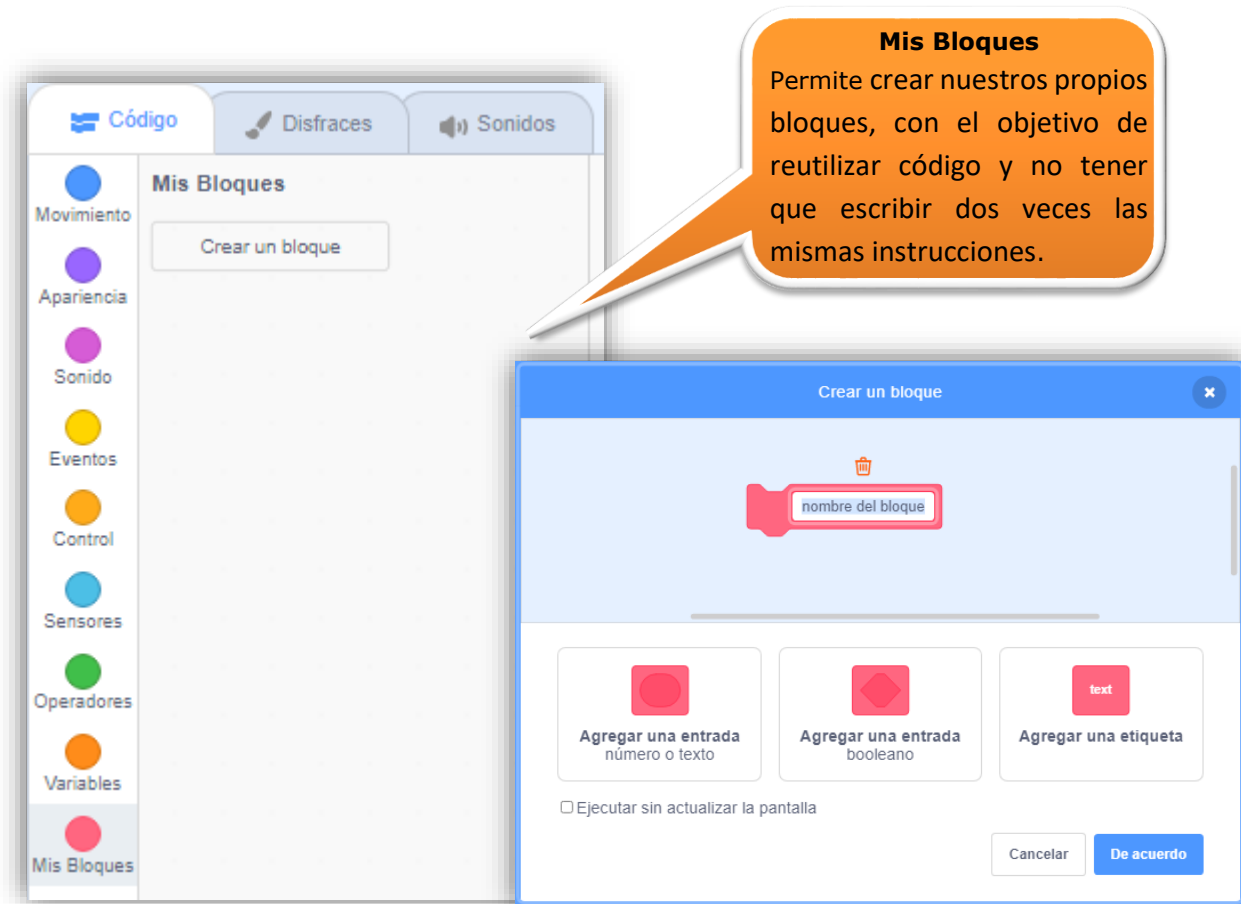 Mis Bloques
Permite crear nuestros propios
bloques, con el objetivo de
reutilizar código y no tener
que escribir dos veces las
mismas instrucciones.
Código
Disfraces
Sonidos
Movimiento
Apariencia
Sonido
Eventos
Control
Sensores
Operadores
Variables
Mis Bloques
Mis Bloques
Crear un bloque
Crear un bloque
nombre del bloque
Agregar una entrada
número o texto
Agregar una entrada
booleano
text
Agregar una etiqueta
Ejecutar sin actualizar la pantalla
Cancelar
De acuerdo